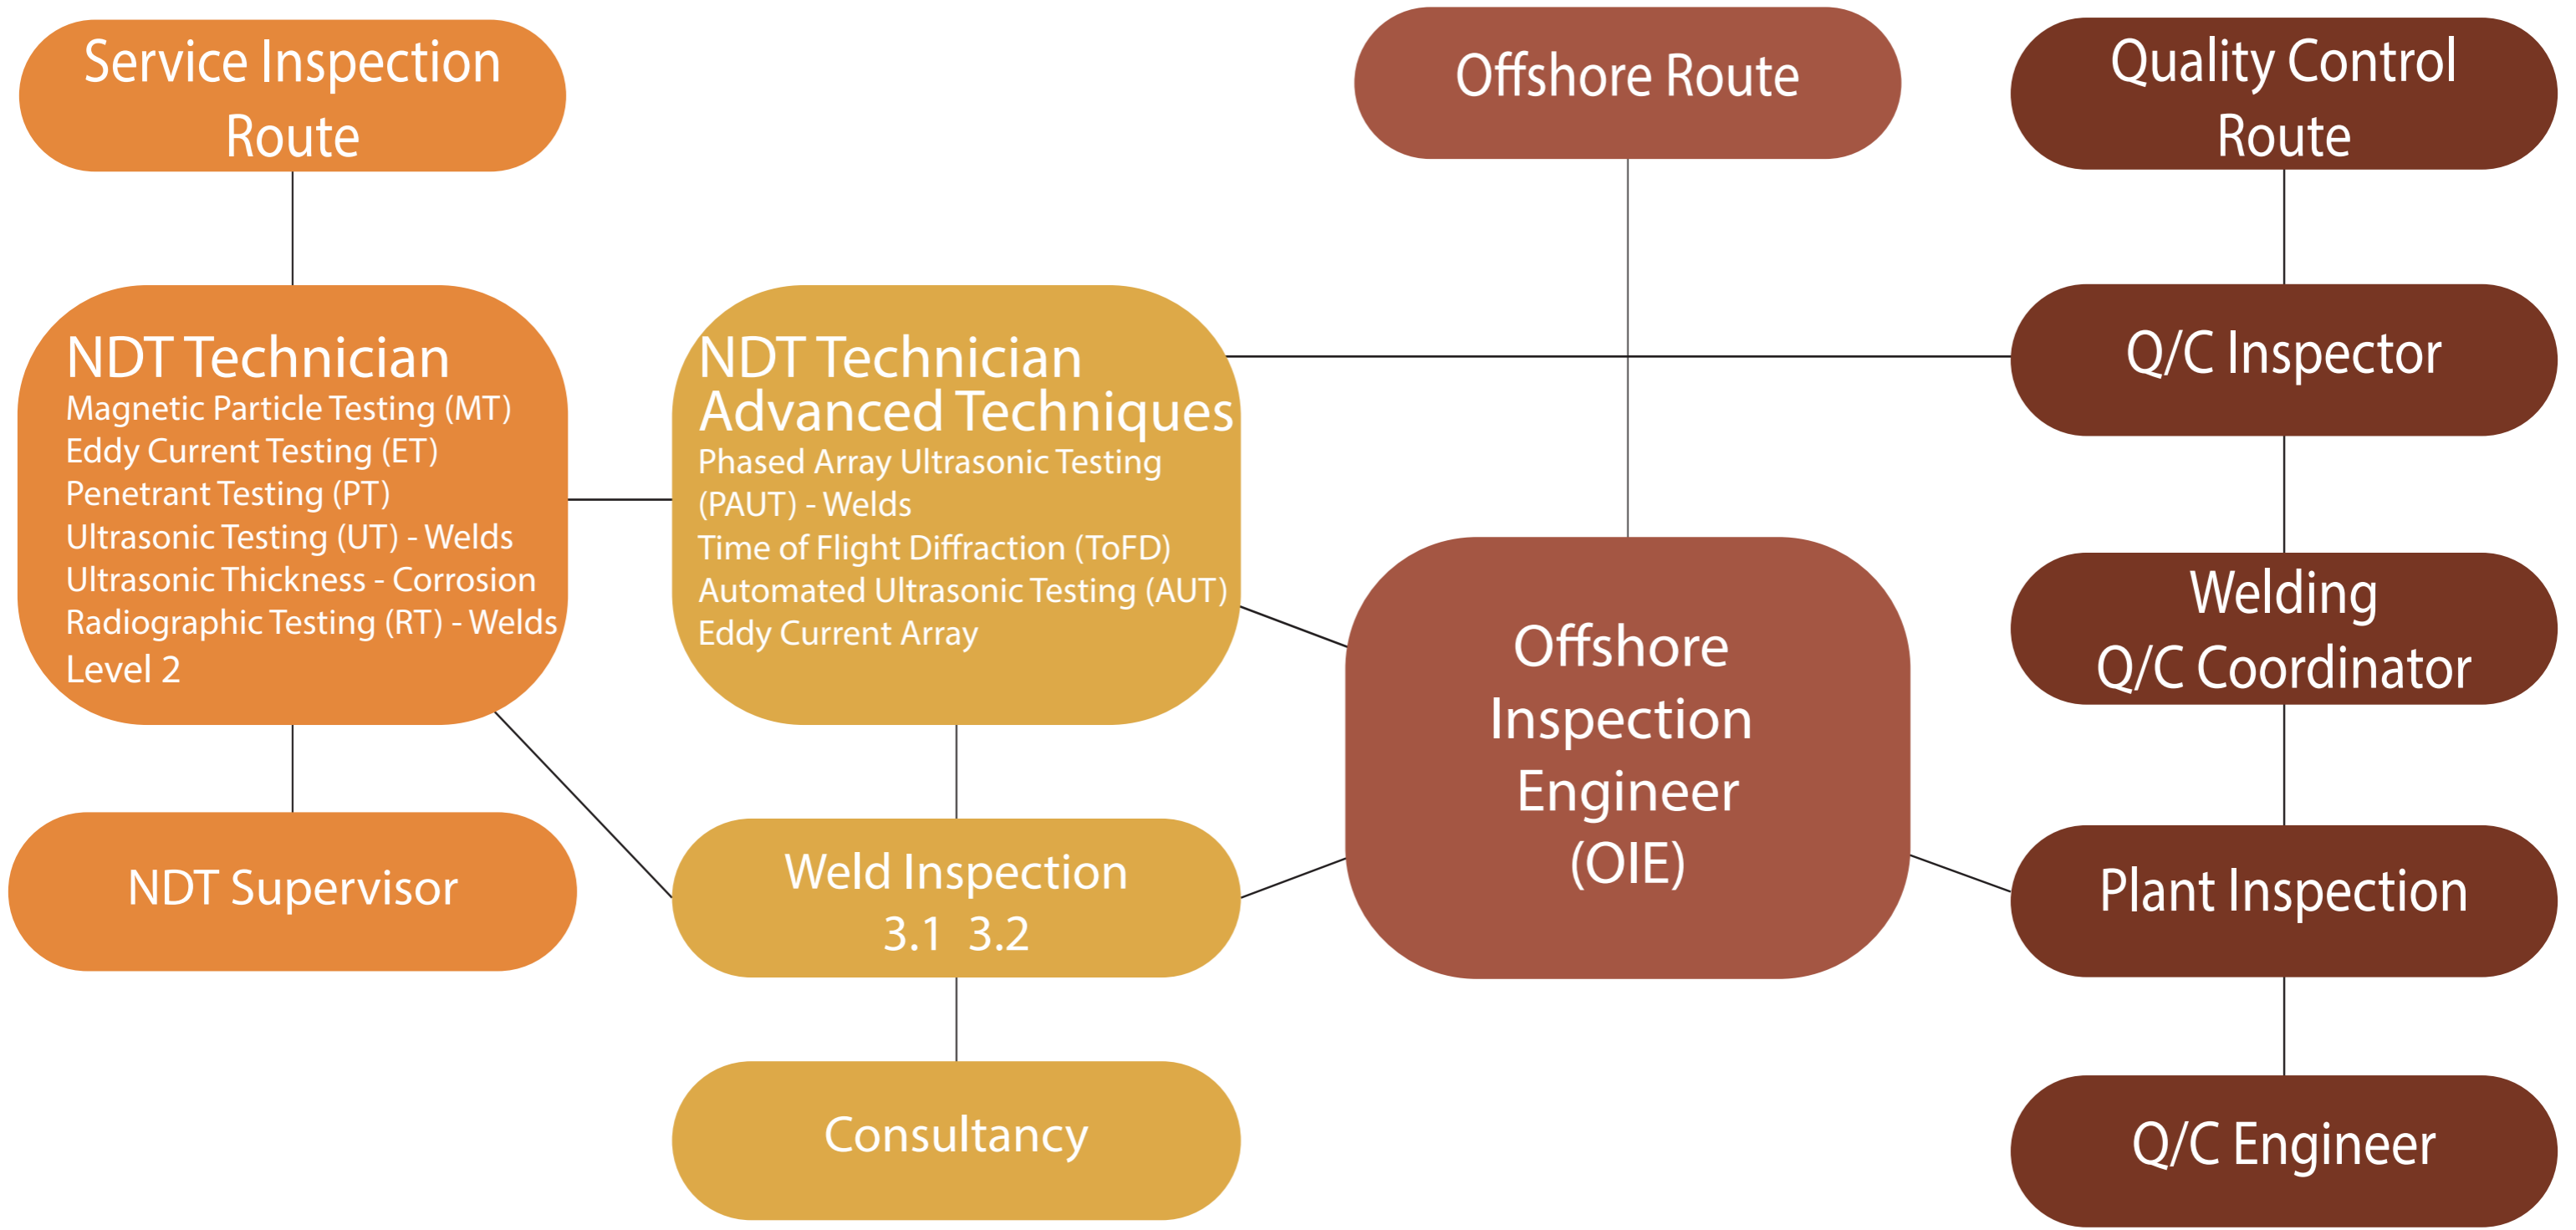 Service Inspection
Route
Offshore Route
Quality Control
Route
NDT Technician
Magnetic Particle Testing (MT)
Eddy Current Testing (ET)
Penetrant Testing (PT)
Ultrasonic Testing (UT) - Welds
Ultrasonic Thickness - Corrosion
Radiographic Testing (RT) - Welds
Level 2
NDT Technician
Advanced Techniques
Phased Array Ultrasonic Testing
(PAUT) - Welds
Time of Flight Diffraction (ToFD)
Automated Ultrasonic Testing (AUT)
Eddy Current Array
Q/C Inspector
Offshore
Inspection
Engineer
(OIE)
Welding
Q/C Coordinator
NDT Supervisor
Weld Inspection
3.1 3.2
Plant Inspection
Consultancy
Q/C Engineer